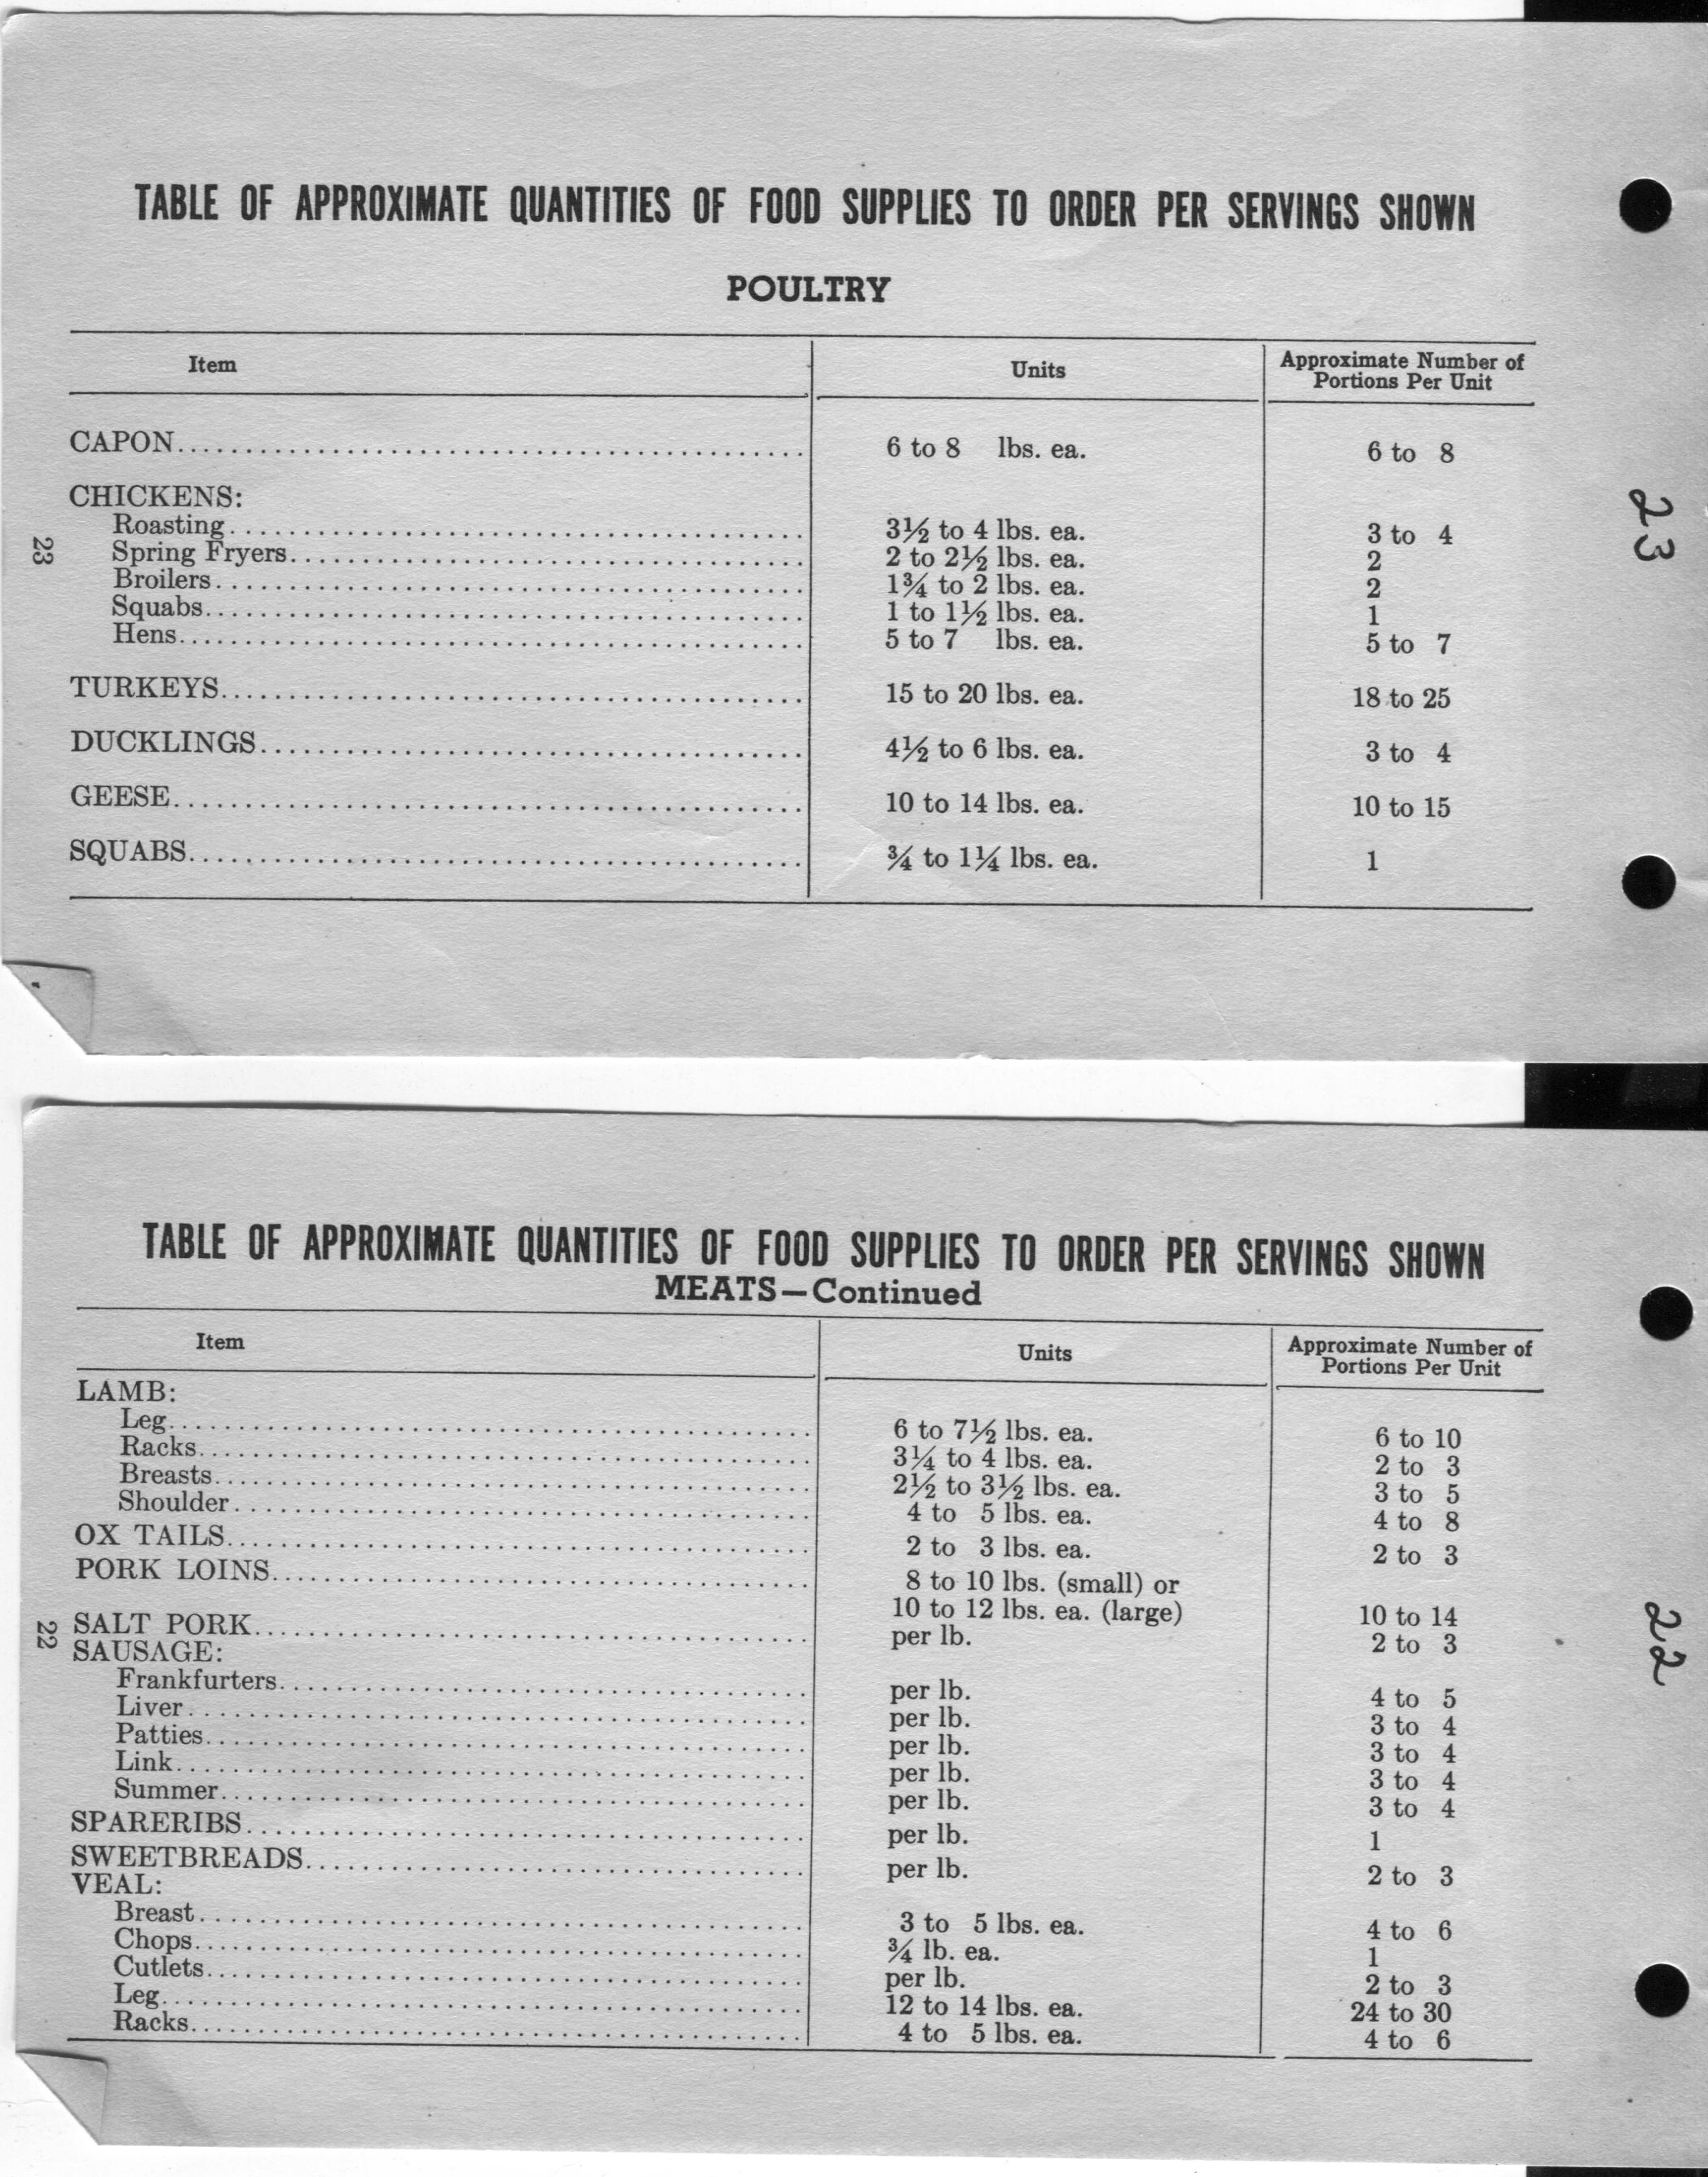 TABLE OF APPROXIMATE QUANTITIES OF FOOD SUPPLIES TO ORDER PER SERVINGS SHOWN
POULTRY
Item Units Approximate Number of
Portions Per Unit
CAPON 6 to 8 lbs. ea. 6 to 8
CHICKENS:
Roasting 3½ to 4 lbs. ea. 3 to 4
Spring Fryers 2 to 2½ lbs. ea. 2
Broilers 1¾ to 2 lbs. ea. 2
Squabs 1 to 1½ lbs. ea. 1
Hens 5 to 7 lbs. ea. 5 to 7
TURKEYS 15 to 20 lbs. ea. 18 to 25
DUCKLINGS 4½ to 6 lbs. ea. 3 to 4
GEESE 10 to 14 lbs. ea. 10 to 15
SQUABS ¾ to 1¼ lbs. ea. 1
23
23
TABLE OF APPROXIMATE QUANTITIES OF FOOD SUPPLIES TO ORDER PER SERVINGS SHOWN
MEATS—Continued
Item Units Approximate Number of
Portions Per Unit
LAMB:
Leg 6 to 7½ lbs. ea. 6 to 10
Racks 3¼ to 4 lbs. ea. 2 to 3
Breasts 2½ to 3½ lbs. ea. 3 to 5
Shoulder 4 to 5 lbs. ea. 4 to 8
OX TAILS 2 to 3 lbs. ea. 2 to 3
PORK LOINS 8 to 10 lbs. (small) or
10 to 12 lbs. ea. (large) 10 to 14
SALT PORK per lb. 2 to 3
SAUSAGE:
Frankfurters per lb. 4 to 5
Liver per lb. 3 to 4
Patties per lb. 3 to 4
Link per lb. 3 to 4
Summer per lb. 3 to 4
SPARERIBS per lb. 1
SWEETBREADS per lb. 2 to 3
VEAL:
Breast 3 to 5 lbs. ea. 4 to 6
Chops ¾ lb. ea. 1
Cutlets per lb. 2 to 3
Leg 12 to 14 lbs. ea. 24 to 30
Racks 4 to 5 lbs. ea. 4 to 6
22
22